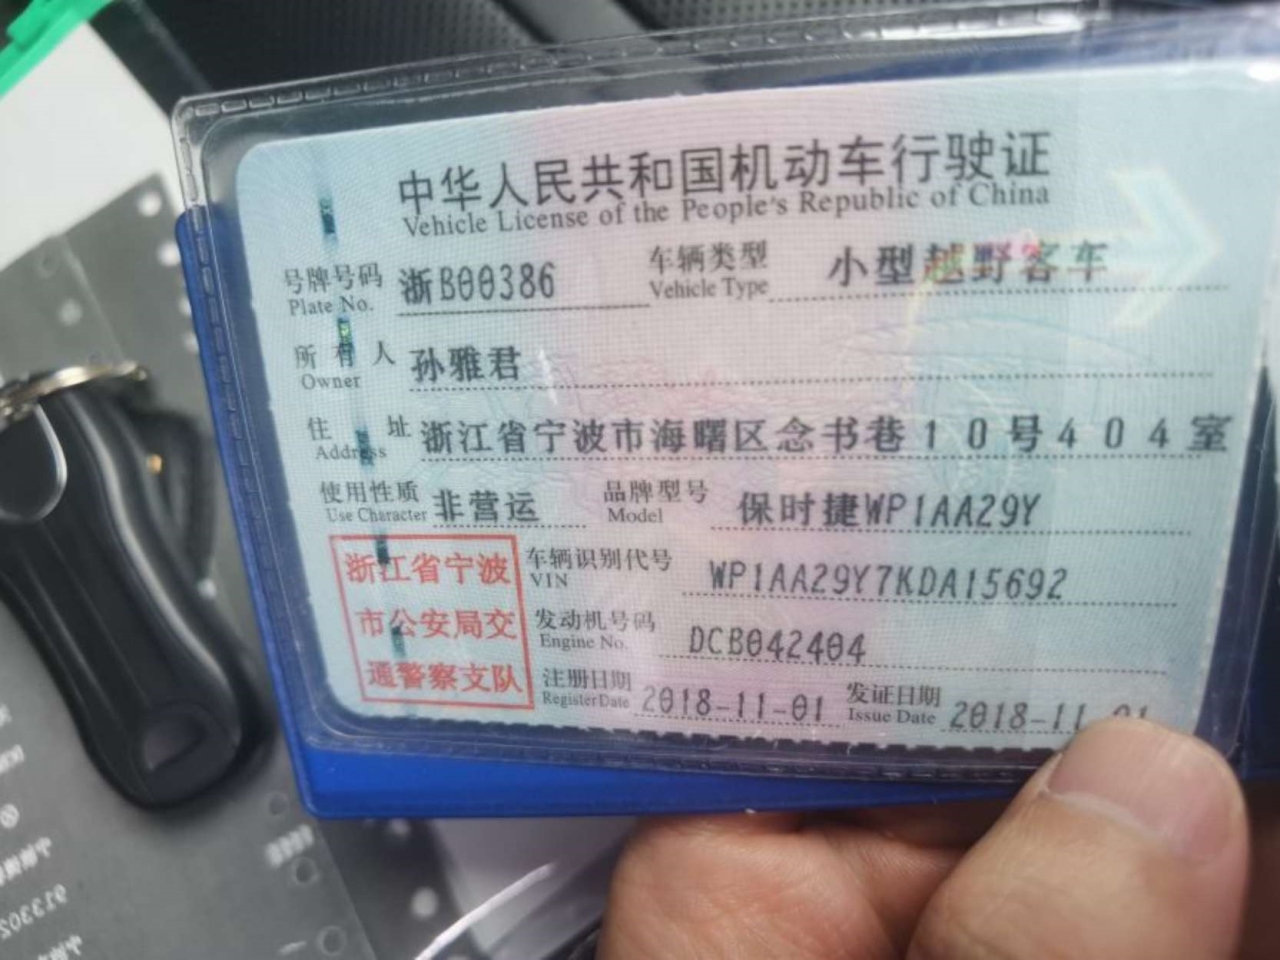 中华人民共和国机动车行驶证
Vehicle License of the People's Republic of China
号牌号码 浙B00386 车辆类型 小型越野客车
Plate No. Vehicle Type
所有人 孙雅君
Owner
住址 浙江省宁波市海曙区念书巷10号404室
Address
使用性质 非营运 品牌型号 保时捷WP1AA29Y
Use Character Model
浙江省宁波
市公安局交
通警察支队
车辆识别代号 WP1AA29Y7KDA15692
VIN
发动机号码 DCB042404
Engine No.
注册日期 2018-11-01 发证日期 2018-11-01
Register Date Issue Date